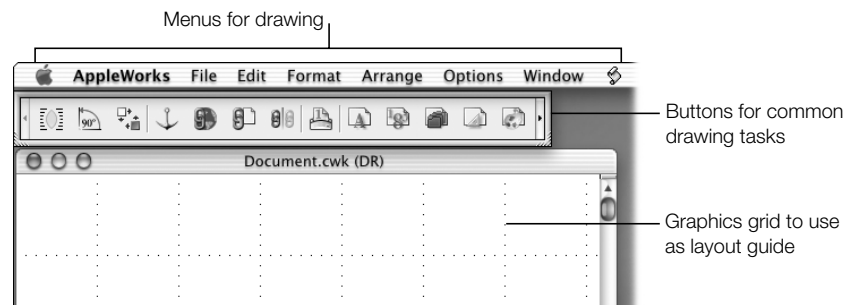 Menus for drawing
AppleWorks File Edit Format Arrange Options Window
90°
Buttons for common
drawing tasks
Document.cwk (DR)
Graphics grid to use
as layout guide